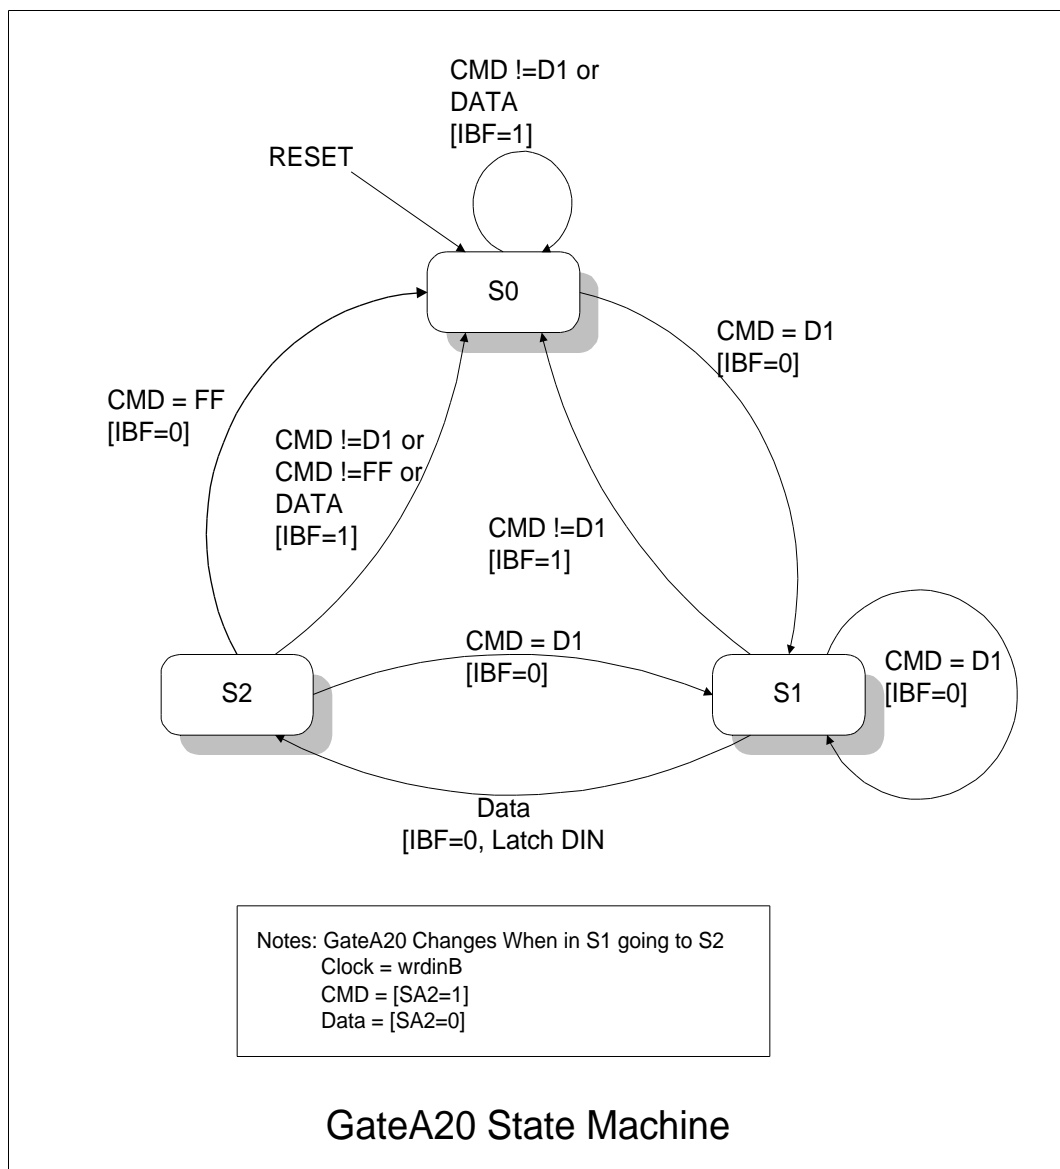 CMD !=D1 or
DATA
[IBF=1]
RESET
S0
CMD = D1
[IBF=0]
CMD = FF
[IBF=0]
CMD !=D1 or
CMD !=FF or
DATA
[IBF=1]
CMD !=D1
[IBF=1]
CMD = D1
[IBF=0]
S2
S1
CMD = D1
[IBF=0]
Data
[IBF=0, Latch DIN
Notes: GateA20 Changes When in S1 going to S2
Clock = wrdinB
CMD = [SA2=1]
Data = [SA2=0]
GateA20 State Machine